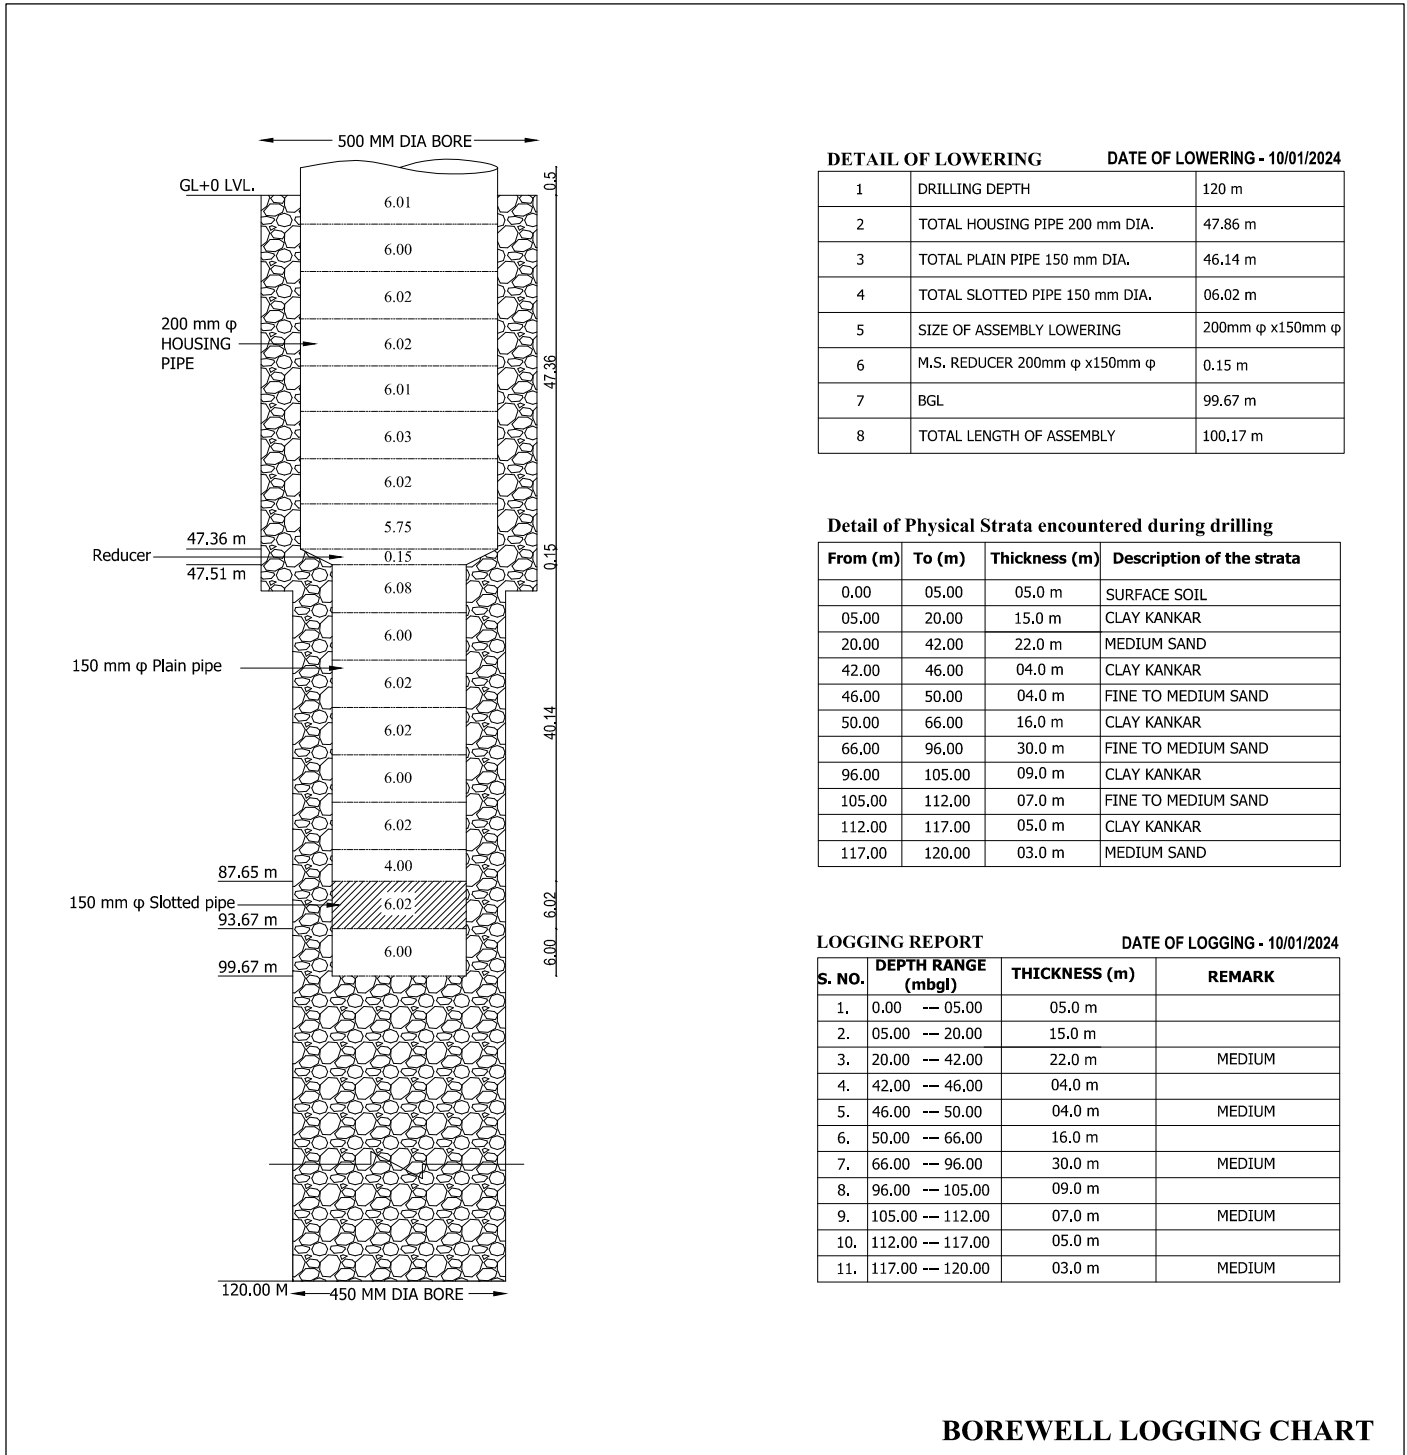 500 MM DIA BORE
GL+0 LVL.
0.5
6.01
6.00
6.02
200 mm φ
HOUSING
PIPE
6.02
47.36
6.01
6.03
6.02
5.75
47.36 m
Reducer
0.15
0.15
47.51 m
6.08
6.00
150 mm φ Plain pipe
6.02
6.02
40.14
6.00
6.02
4.00
87.65 m
150 mm φ Slotted pipe
6.02
6.02
93.67 m
6.00
6.00
99.67 m
120.00 M
450 MM DIA BORE
DETAIL OF LOWERING DATE OF LOWERING - 10/01/2024
1 DRILLING DEPTH 120 m
2 TOTAL HOUSING PIPE 200 mm DIA. 47.86 m
3 TOTAL PLAIN PIPE 150 mm DIA. 46.14 m
4 TOTAL SLOTTED PIPE 150 mm DIA. 06.02 m
5 SIZE OF ASSEMBLY LOWERING 200mm φ x150mm φ
6 M.S. REDUCER 200mm φ x150mm φ 0.15 m
7 BGL 99.67 m
8 TOTAL LENGTH OF ASSEMBLY 100.17 m
Detail of Physical Strata encountered during drilling
From (m) To (m) Thickness (m) Description of the strata
0.00 05.00 05.0 m SURFACE SOIL
05.00 20.00 15.0 m CLAY KANKAR
20.00 42.00 22.0 m MEDIUM SAND
42.00 46.00 04.0 m CLAY KANKAR
46.00 50.00 04.0 m FINE TO MEDIUM SAND
50.00 66.00 16.0 m CLAY KANKAR
66.00 96.00 30.0 m FINE TO MEDIUM SAND
96.00 105.00 09.0 m CLAY KANKAR
105.00 112.00 07.0 m FINE TO MEDIUM SAND
112.00 117.00 05.0 m CLAY KANKAR
117.00 120.00 03.0 m MEDIUM SAND
LOGGING REPORT DATE OF LOGGING - 10/01/2024
S. NO. DEPTH RANGE (mbgl) THICKNESS (m) REMARK
1. 0.00 --- 05.00 05.0 m
2. 05.00 --- 20.00 15.0 m
3. 20.00 --- 42.00 22.0 m MEDIUM
4. 42.00 --- 46.00 04.0 m
5. 46.00 --- 50.00 04.0 m MEDIUM
6. 50.00 --- 66.00 16.0 m
7. 66.00 --- 96.00 30.0 m MEDIUM
8. 96.00 --- 105.00 09.0 m
9. 105.00 --- 112.00 07.0 m MEDIUM
10. 112.00 --- 117.00 05.0 m
11. 117.00 --- 120.00 03.0 m MEDIUM
BOREWELL LOGGING CHART